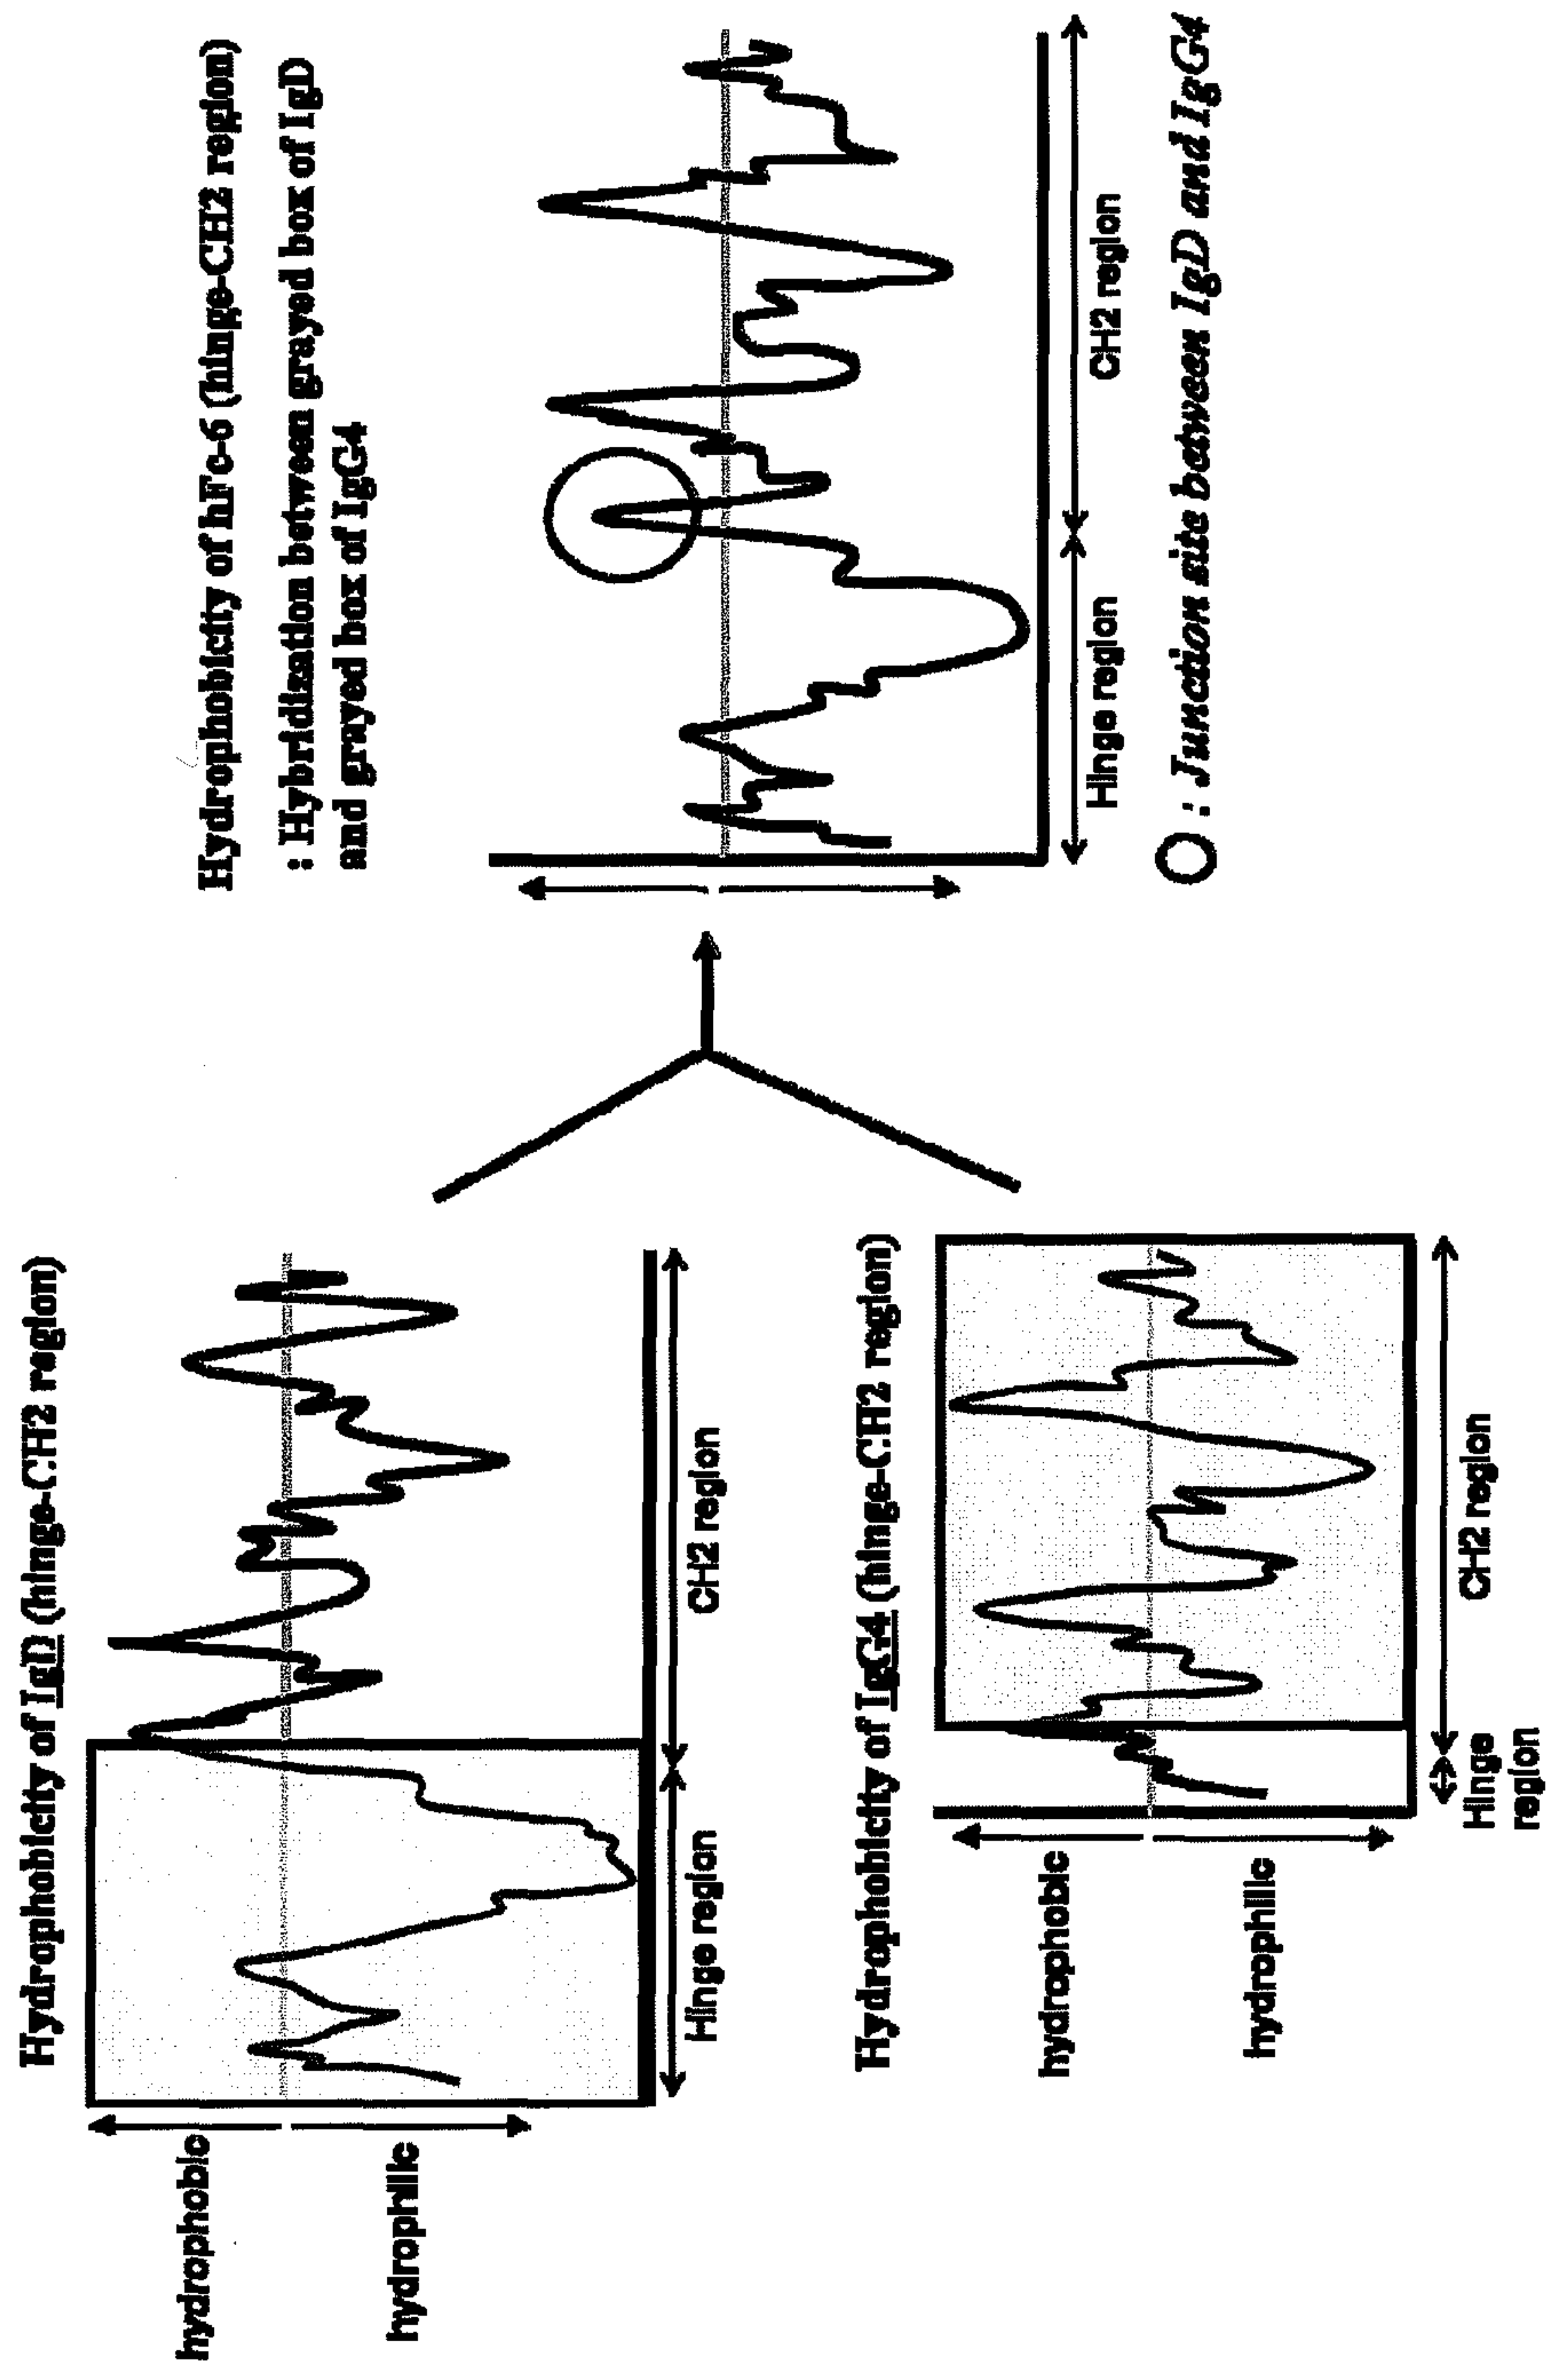 Hydrophobicity of IgD (hinge-CH2 region)
hydrophobic
hydrophilic
Hinge region
CH2 region
Hydrophobicity of IgG4 (hinge-CH2 region)
hydrophobic
hydrophilic
Hinge
region
CH2 region
Hydrophobicity of hFc-6 (hinge-CH2 region)
: Hybridization between grayed box of IgD
and grayed box of IgG4
Hinge region
CH2 region
: Junction site between IgD and IgG4